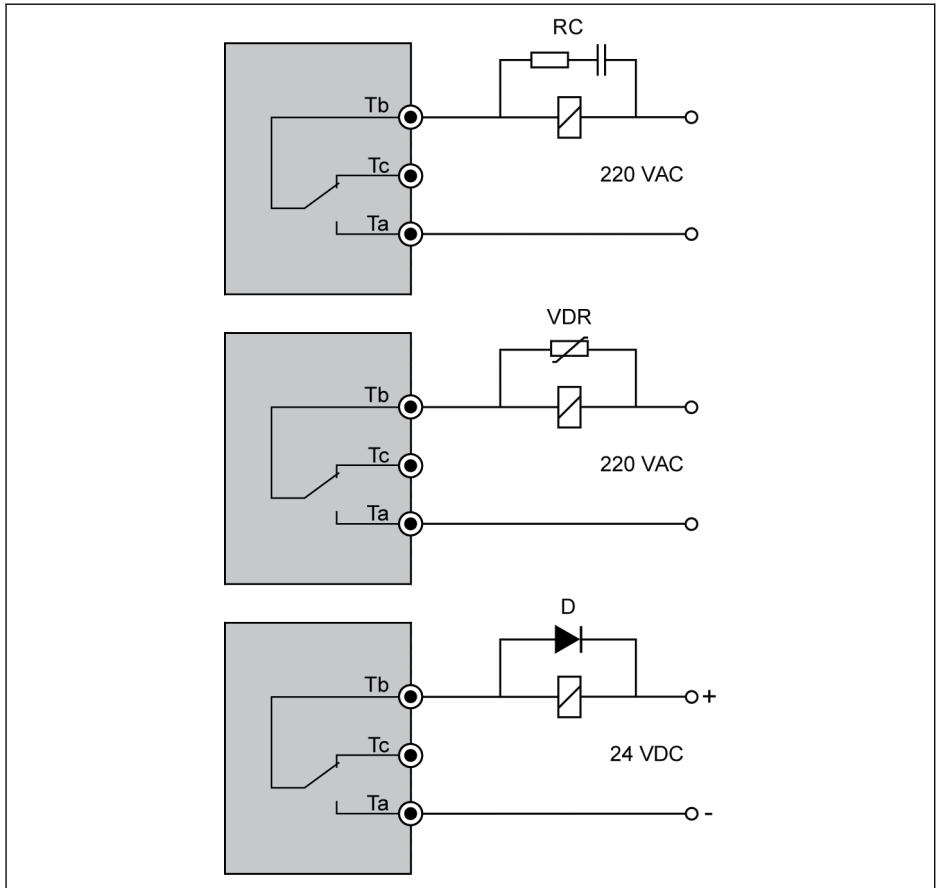 RC
Tb
Tc
220 VAC
Ta
VDR
Tb
Tc
220 VAC
Ta
D
Tb
+
Tc
24 VDC
Ta
-